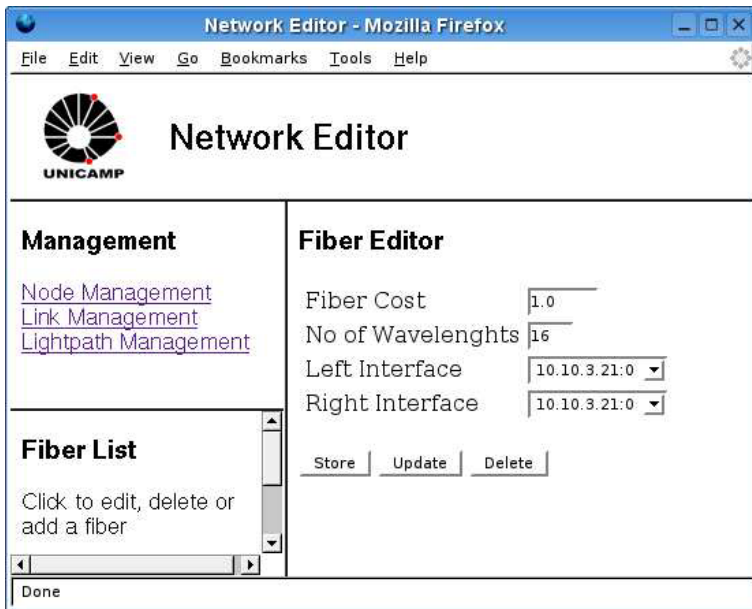 Network Editor - Mozilla Firefox
File Edit View Go Bookmarks Tools Help
UNICAMP
Network Editor
Management
Node Management
Link Management
Lightpath Management
Fiber List
Click to edit, delete or
add a fiber
Fiber Editor
Fiber Cost 1.0
No of Wavelenghts 16
Left Interface 10.10.3.21:0
Right Interface 10.10.3.21:0
Store Update Delete
Done